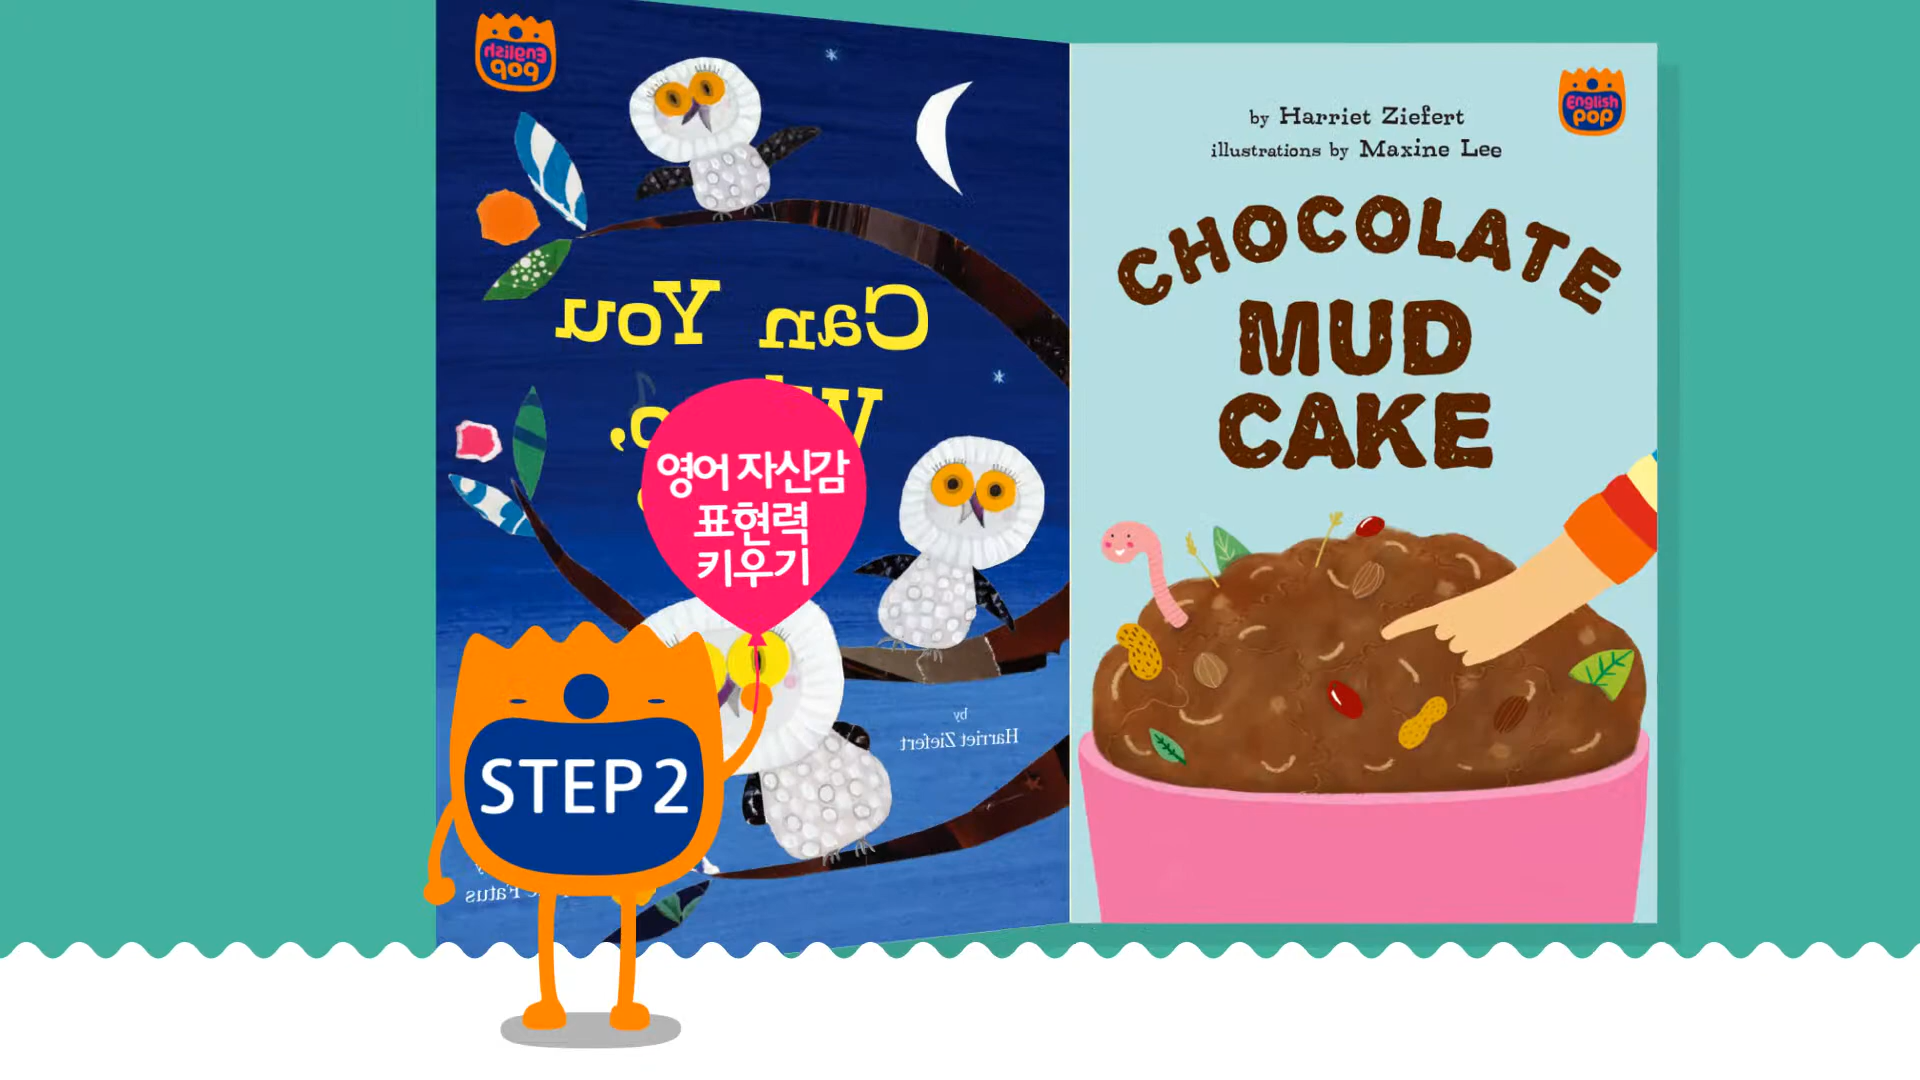 English
pop
Can You
by
Harriet Ziefert
영어 자신감
표현력
키우기
STEP 2
by Harriet Ziefert
illustrations by Maxine Lee
English
pop
CHOCOLATE
MUD
CAKE